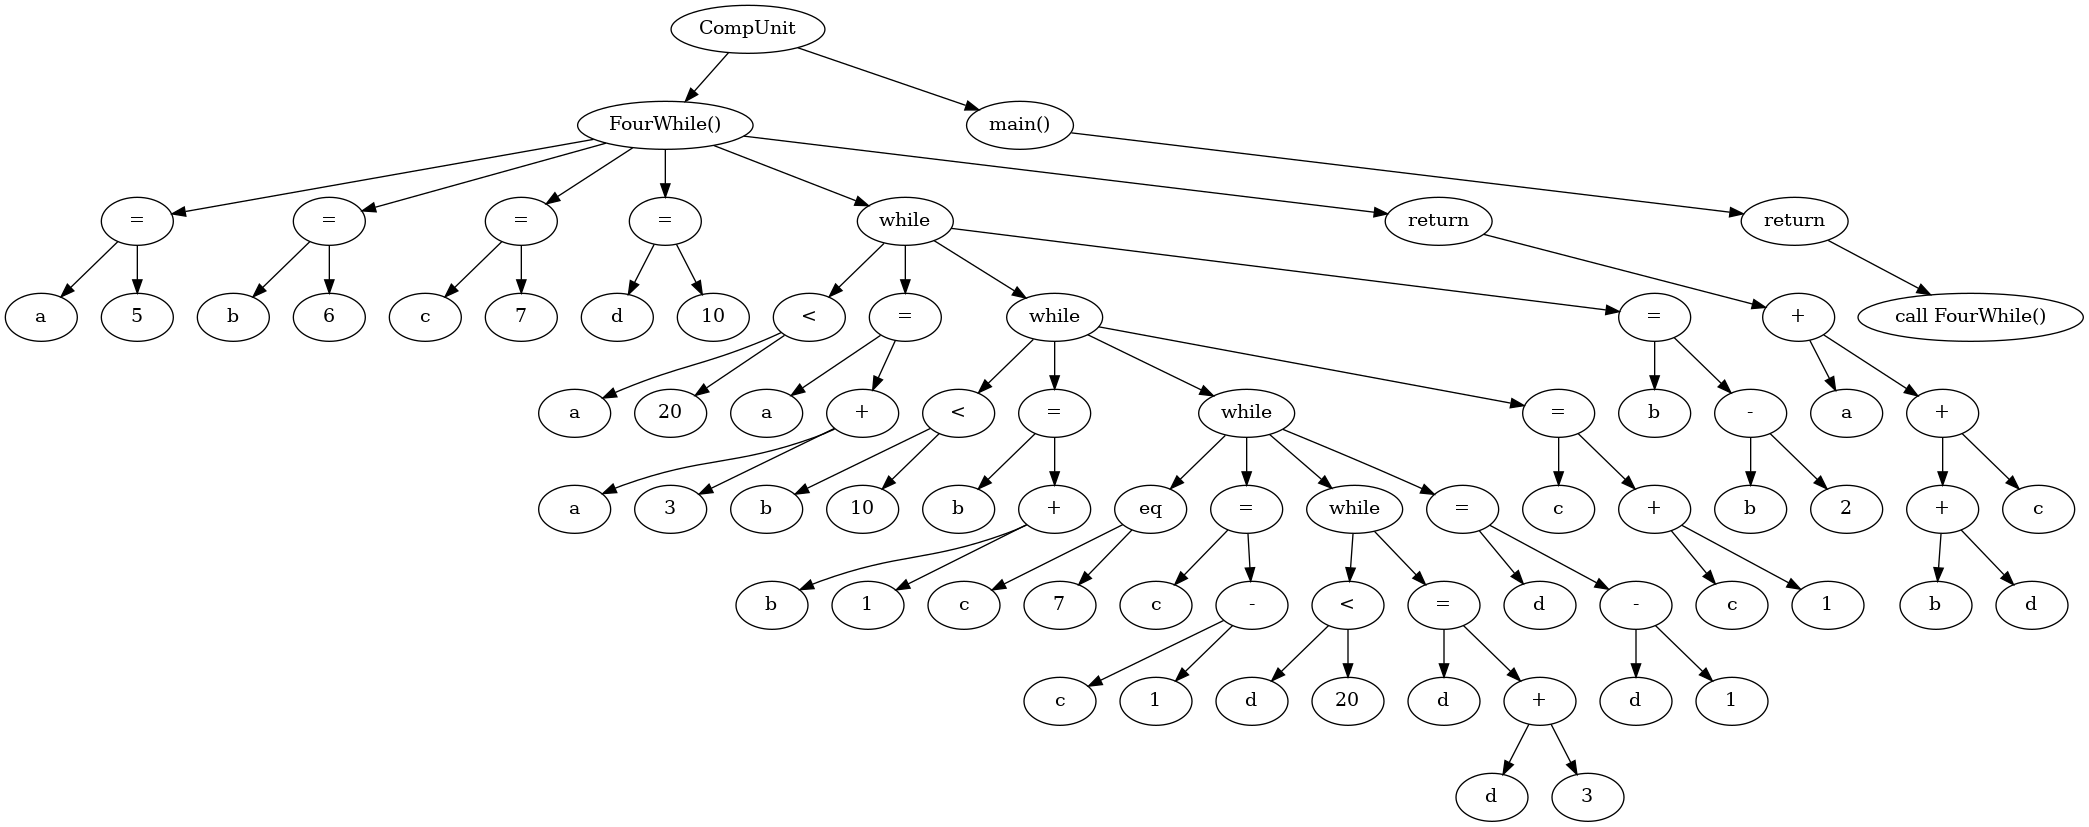 CompUnit
FourWhile() main()
= = = = while return return
a 5 b 6 c 7 d 10 < = while = + call FourWhile()
a 20 a + < = while = b - a +
a 3 b 10 b + eq = while = c + b 2 + c
b 1 c 7 c - < = d - c 1 b d
c 1 d 20 d + d 1
d 3